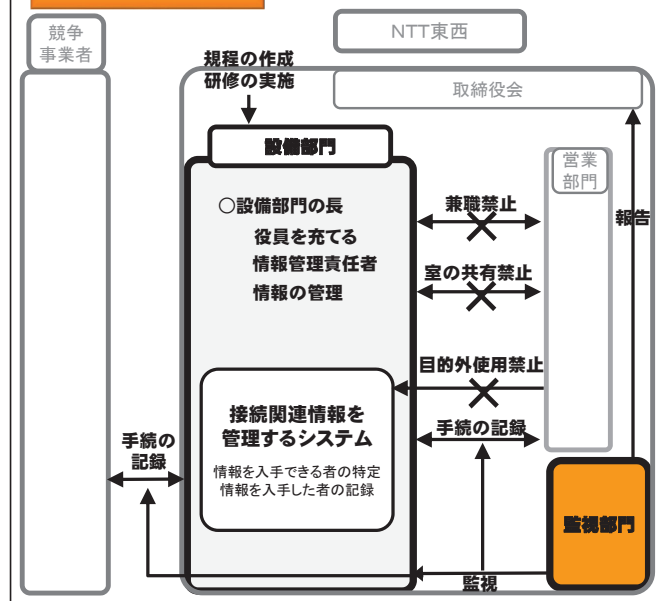 競争
事業者
NTT東西
規程の作成
研修の実施
取締役会
設備部門
営業
部門
○設備部門の長
役員を充てる
情報管理責任者
情報の管理
兼職禁止
報告
室の共有禁止
目的外使用禁止
接続関連情報を
管理するシステム
手続の記録
手続の
記録
情報を入手できる者の特定
情報を入手した者の記録
監視部門
監視